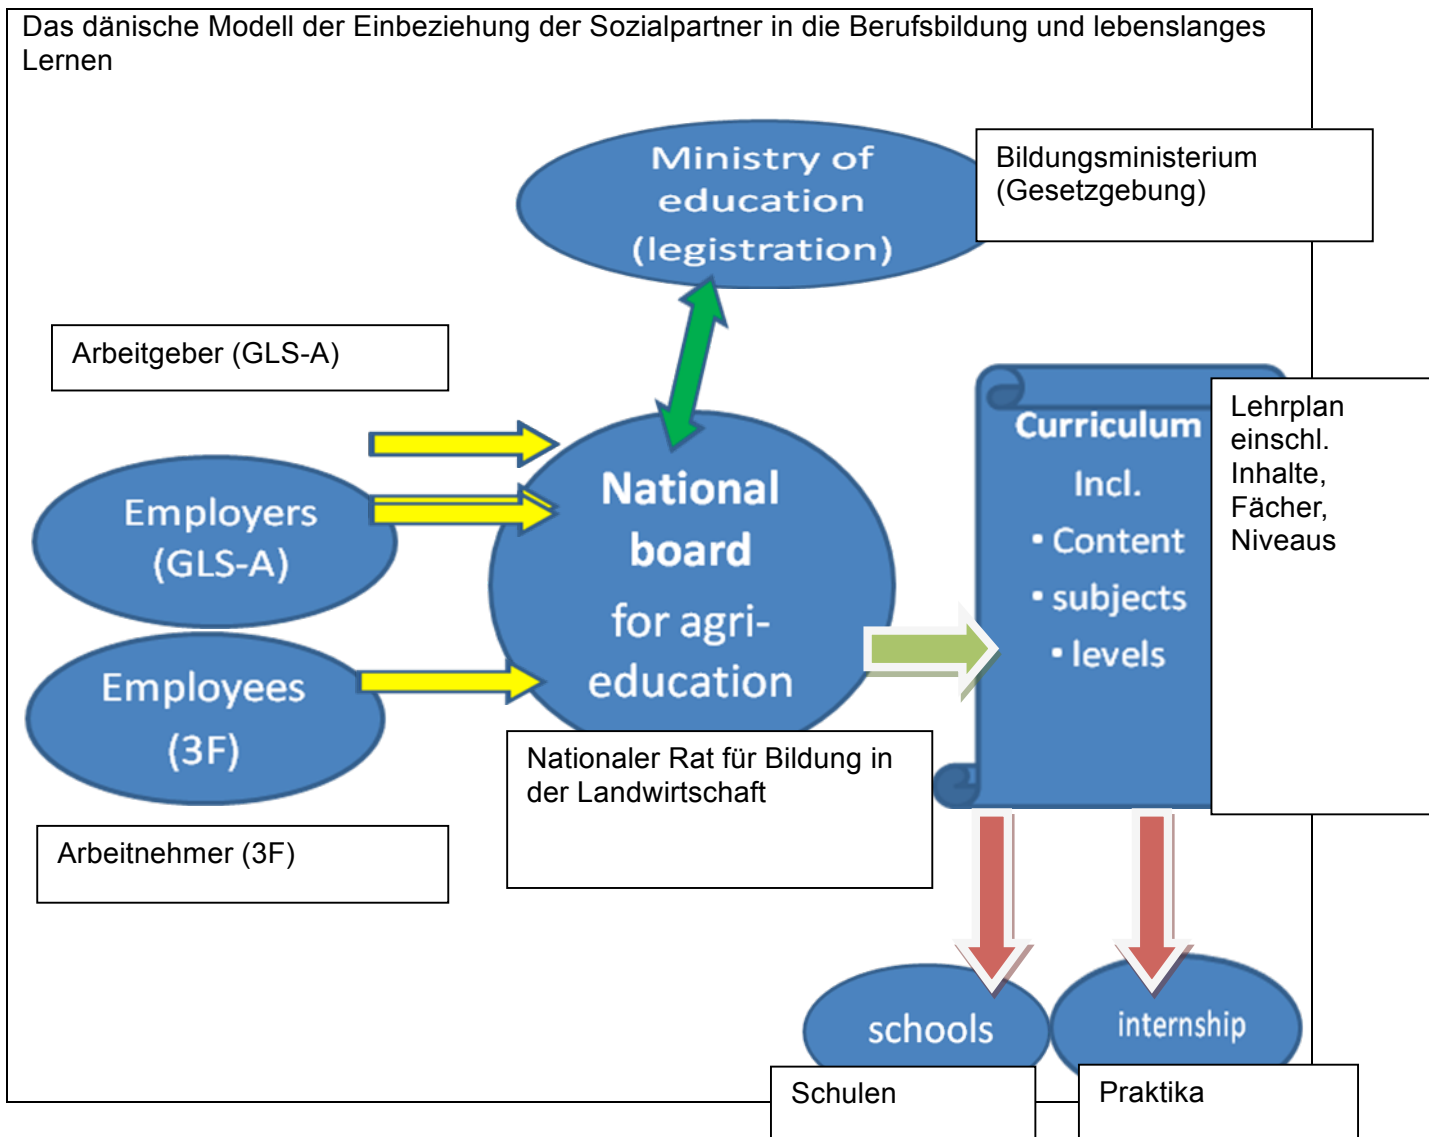 Das dänische Modell der Einbeziehung der Sozialpartner in die Berufsbildung und lebenslanges
Lernen
Ministry of
education
(legistration)
Bildungsministerium
(Gesetzgebung)
Arbeitgeber (GLS-A)
Employers
(GLS-A)
Employees
(3F)
Arbeitnehmer (3F)
National
board
for agri-
education
Nationaler Rat für Bildung in
der Landwirtschaft
Curriculum
Incl.
▪ Content
▪ subjects
▪ levels
Lehrplan
einschl.
Inhalte,
Fächer,
Niveaus
schools
internship
Schulen
Praktika